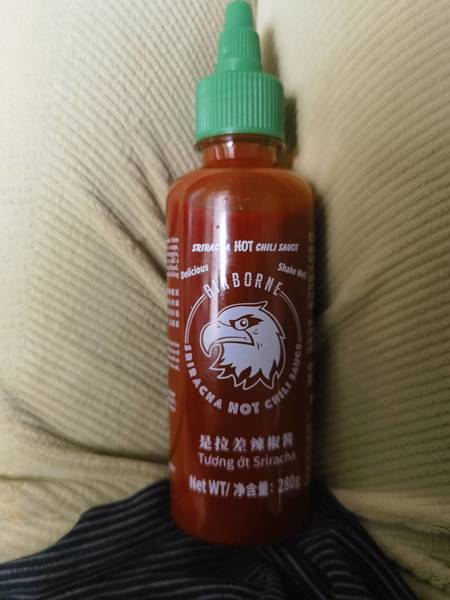 SRIRACHA HOT CHILI SAUCE
Delicious
Shake Well
AIRBORNE
SRIRACHA HOT CHILI SAUCE
是拉差辣椒酱
Tương ớt Sriracha
Net WT/ 净含量: 280g